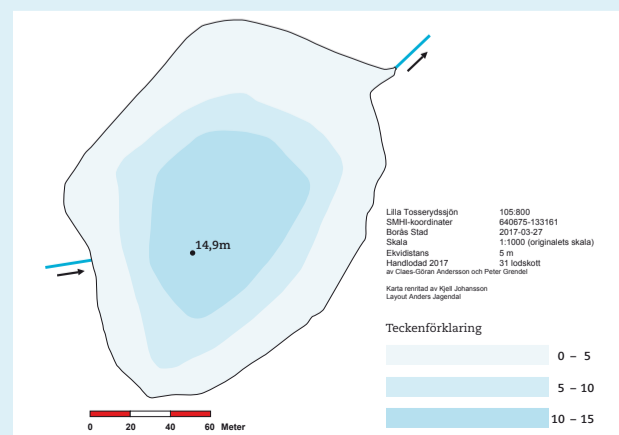 14,9m
Lilla Tosserydssjön 105:800
SMHI-koordinater 640675-133161
Borås Stad 2017-03-27
Skala 1:1000 (originalets skala)
Ekvidistans 5 m
Handlodad 2017 31 lodskott
av Claes-Göran Andersson och Peter Grendel
Karta renritad av Kjell Johansson
Layout Anders Jagendal
Teckenförklaring
0 – 5
5 – 10
10 – 15
0 20 40 60 Meter